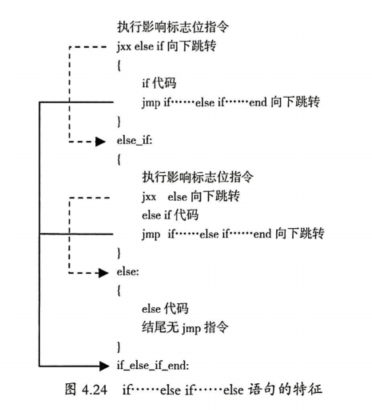 执行影响标志位指令
jxx else if 向下跳转
{
if 代码
jmp if……else if……end 向下跳转
}
else_if:
{
执行影响标志位指令
jxx else 向下跳转
else if 代码
jmp if……else if……end 向下跳转
}
else:
{
else 代码
结尾无 jmp 指令
}
if_else_if_end:
图 4.24 if……else if……else 语句的特征